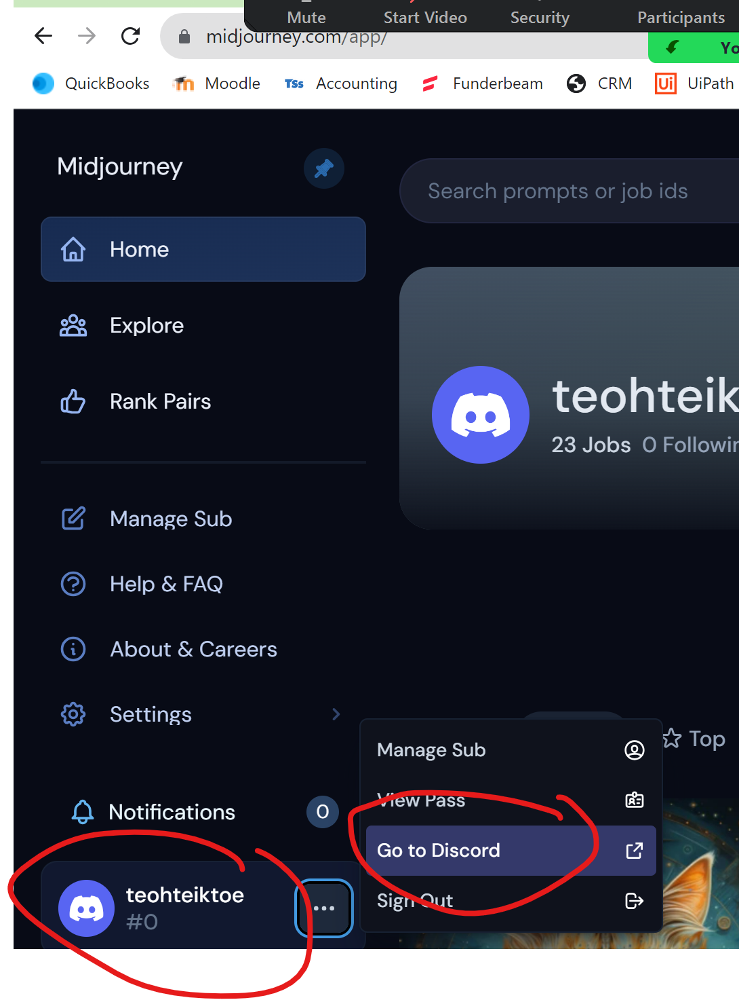 Mute Start Video Security Participants
midjourney.com/app/
QuickBooks Moodle TSS Accounting Funderbeam CRM Ui UiPath
Midjourney
Search prompts or job ids
Home
Explore
Rank Pairs
teohteik
23 Jobs 0 Followin
Manage Sub
Help & FAQ
About & Careers
Settings
Top
Manage Sub
View Pass
Go to Discord
Sign Out
Notifications 0
teohteiktoe
#0